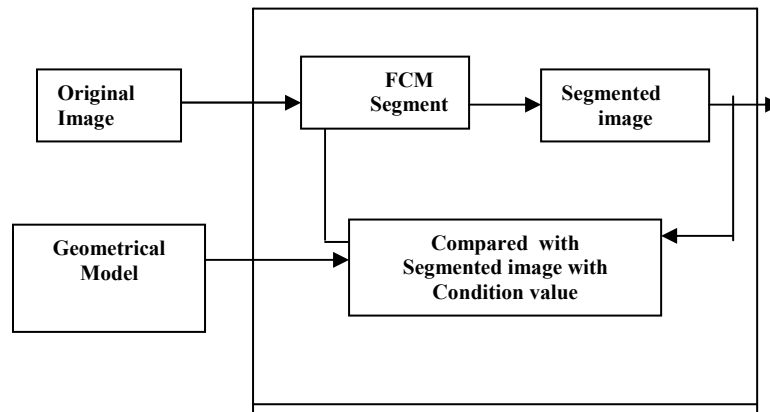 Original
Image
FCM
Segment
Segmented
image
Geometrical
Model
Compared with
Segmented image with
Condition value